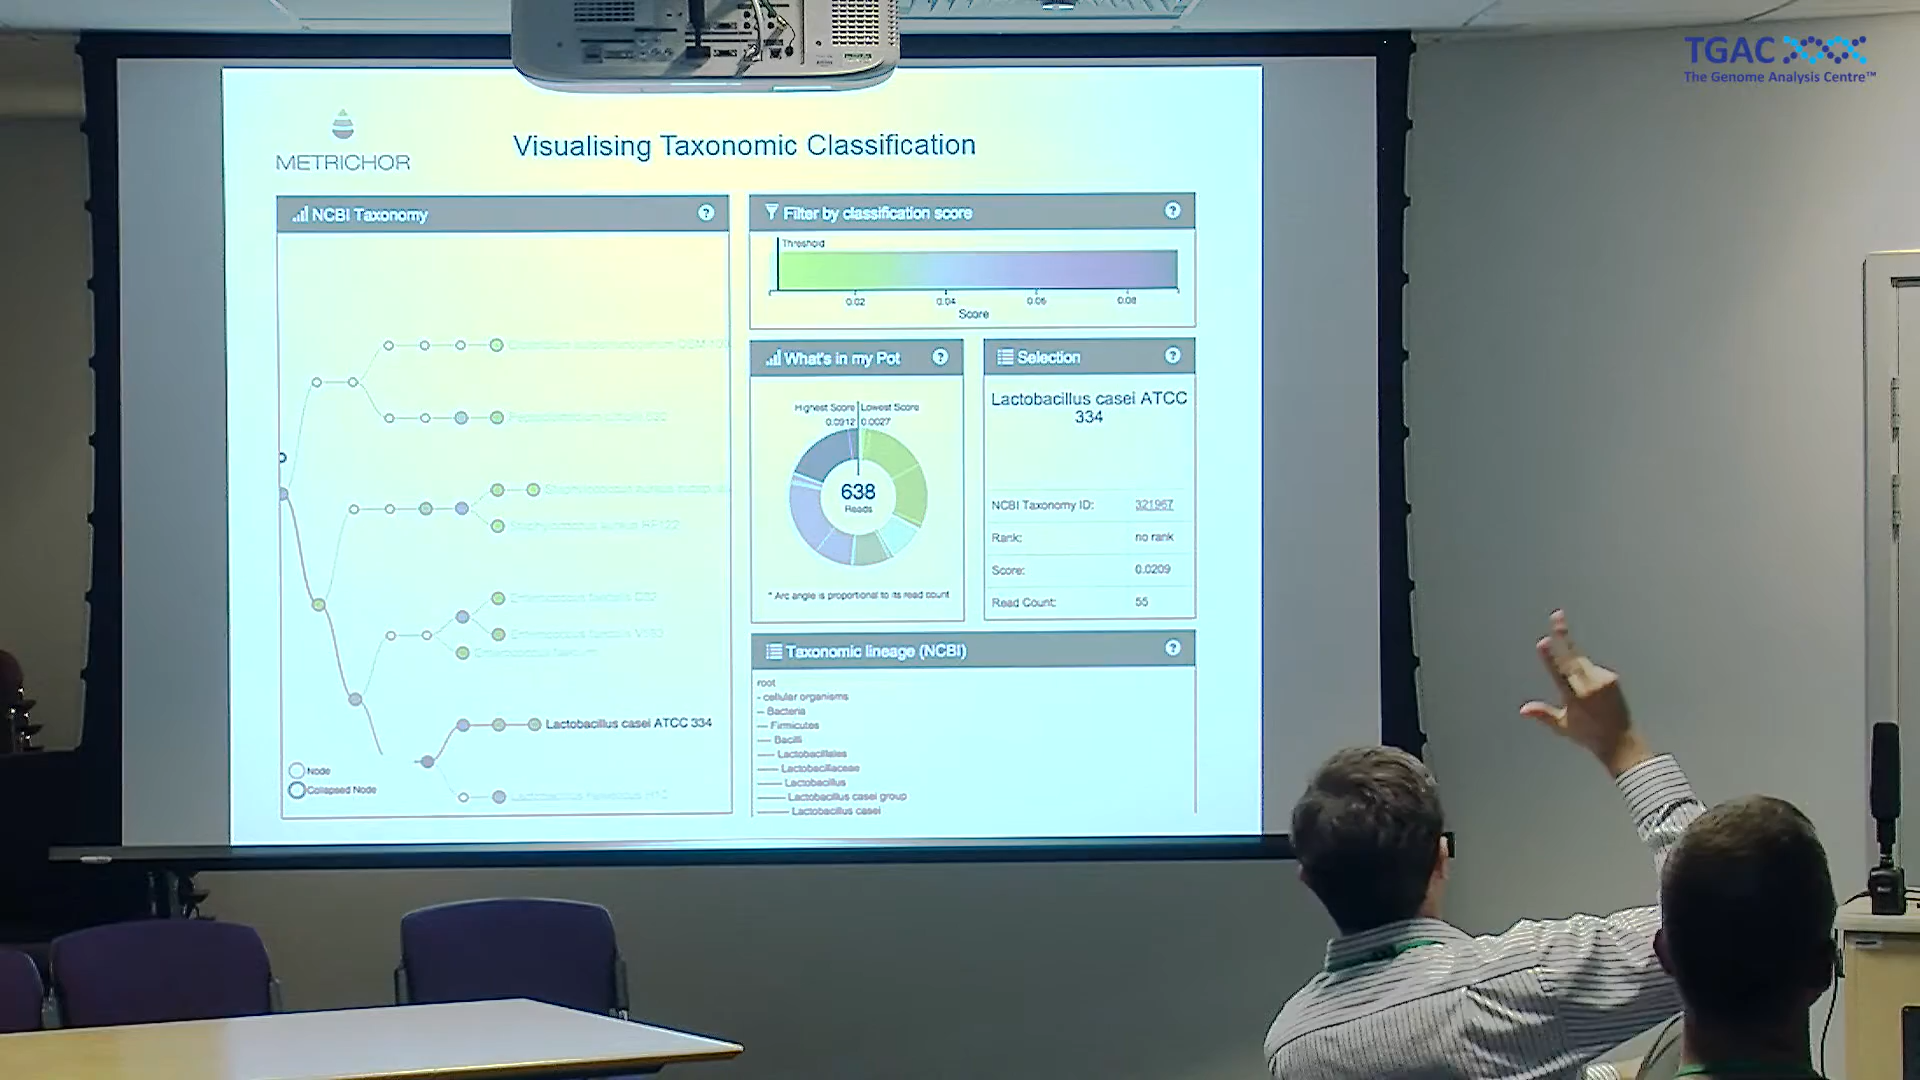 TGAC
The Genome Analysis Centre™
METRICHOR
Visualising Taxonomic Classification
NCBI Taxonomy
?
Lactobacillus casei ATCC 334
Node
Collapsed Node
Filter by classification score
?
Threshold
0.02 0.04 0.06 0.08
Score
What's in my Pot
?
Highest Score Lowest Score
0.0912 0.0027
638
Reads
* Arc angle is proportional to its read count
Selection
?
Lactobacillus casei ATCC
334
NCBI Taxonomy ID: 321967
Rank: no rank
Score: 0.0209
Read Count: 55
Taxonomic lineage (NCBI)
?
root
- cellular organisms
-- Bacteria
--- Firmicutes
---- Bacilli
----- Lactobacillales
------ Lactobacillaceae
------- Lactobacillus
-------- Lactobacillus casei group
--------- Lactobacillus casei